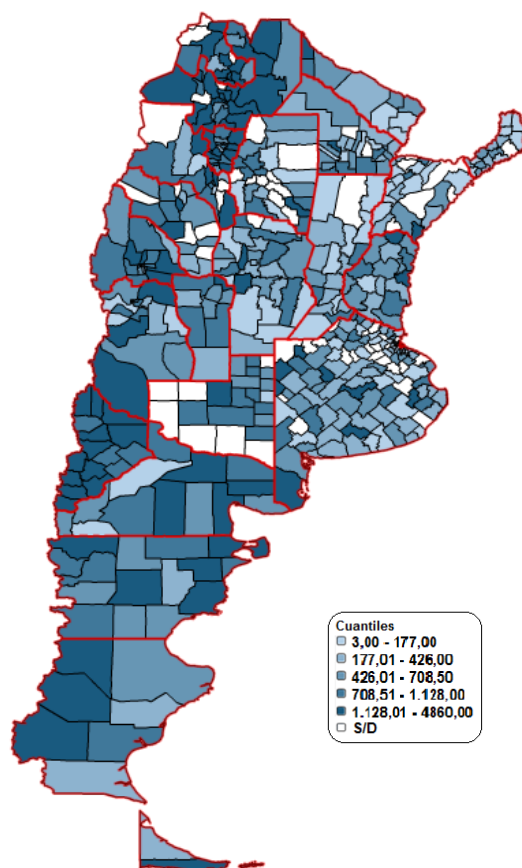 Cuantiles
3,00 - 177,00
177,01 - 426,00
426,01 - 708,50
708,51 - 1.128,00
1.128,01 - 4860,00
S/D